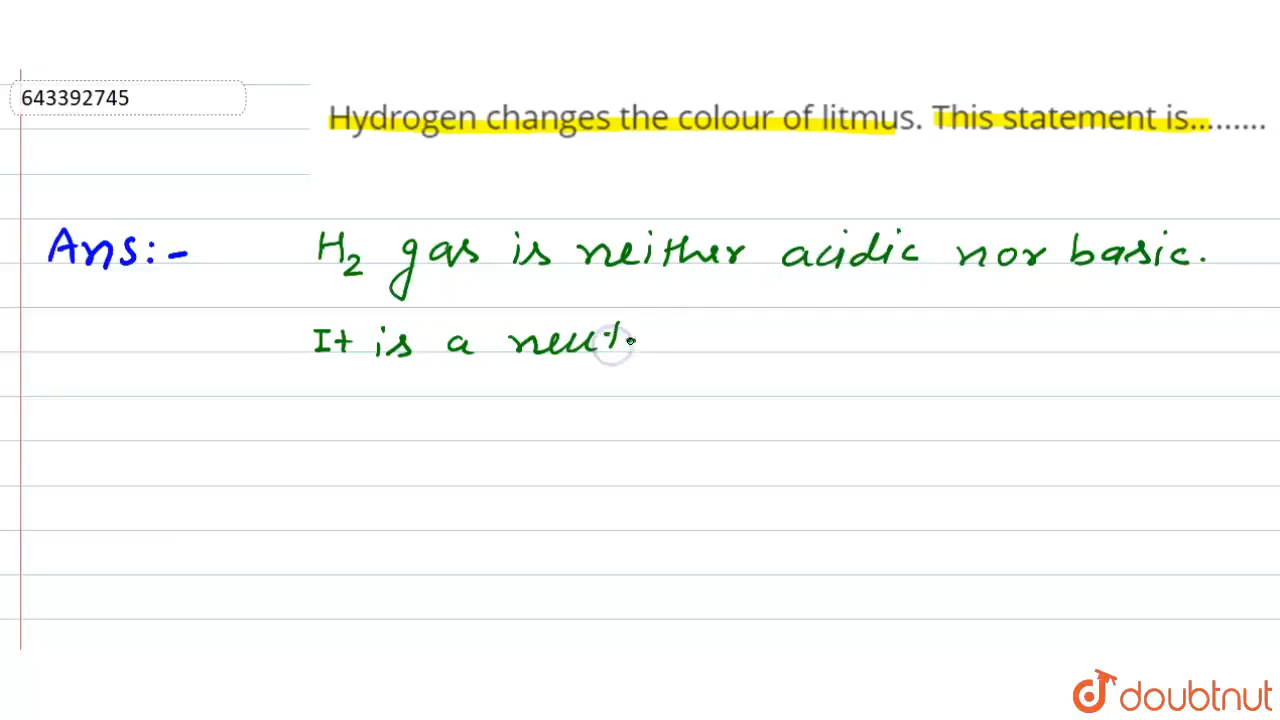 643392745
Hydrogen changes the colour of litmus. This statement is.........
Ans:- H2 gas is neither acidic nor basic.
It is a neut
doubtnut